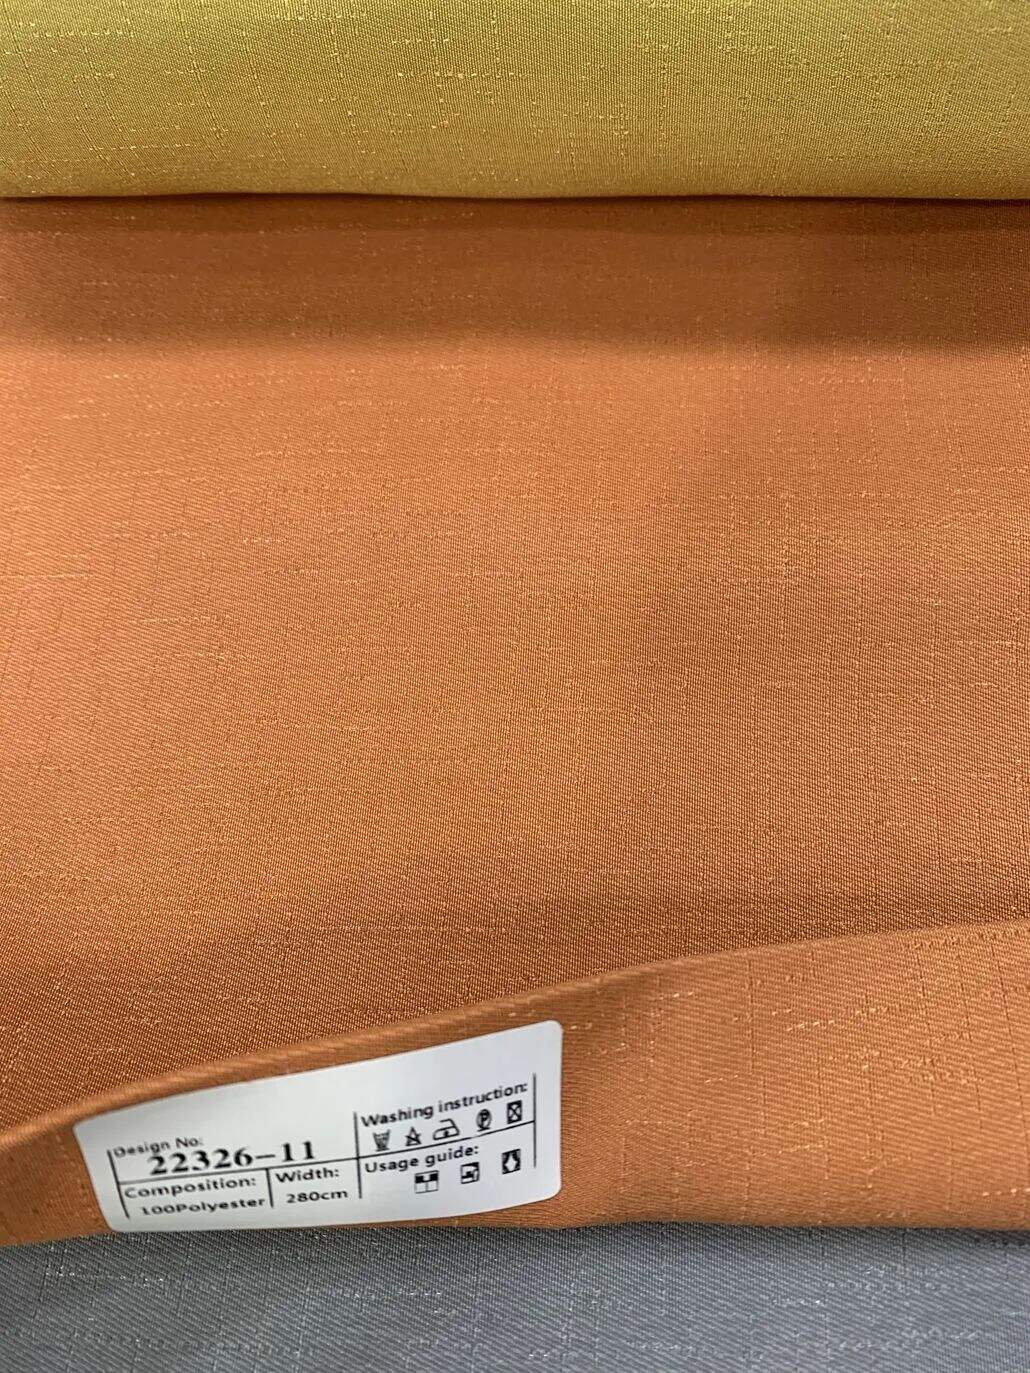 Design No:
22326-11
Composition:
100Polyester
Width:
280cm
Washing instruction:
Usage guide: